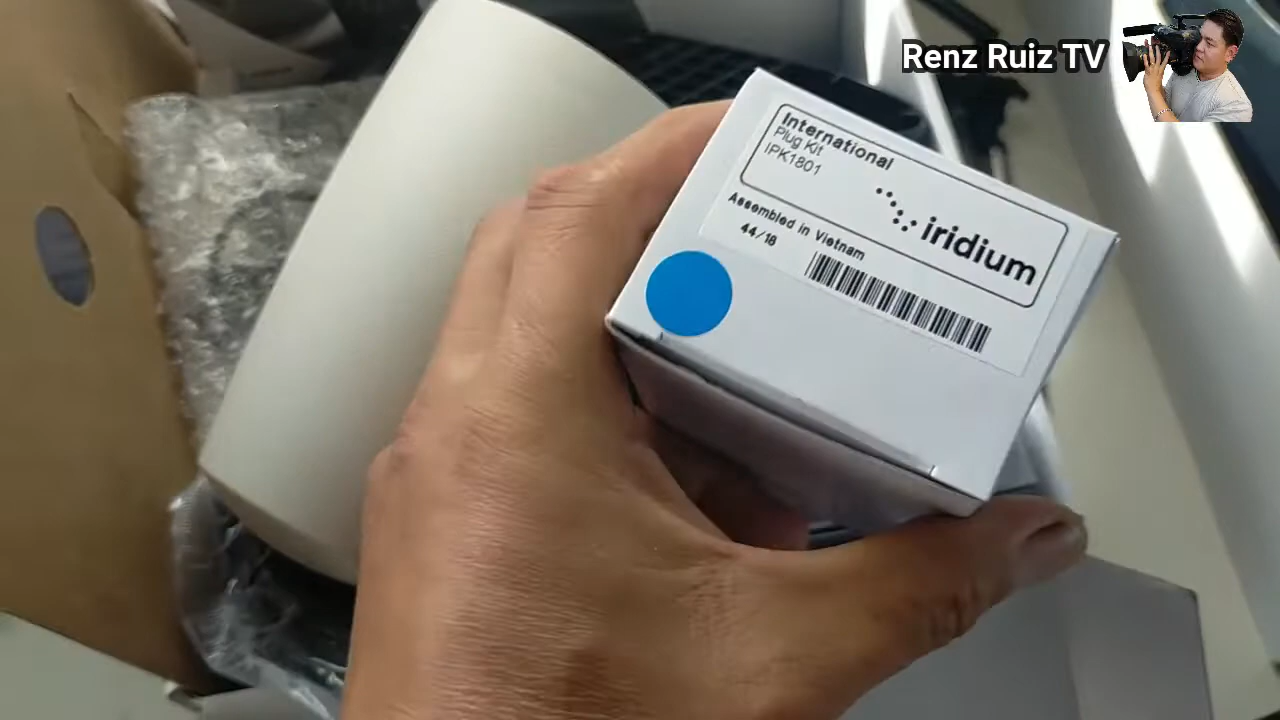 Renz Ruiz TV
International
Plug Kit
IPK1801
iridium
Assembled in Vietnam
44/18